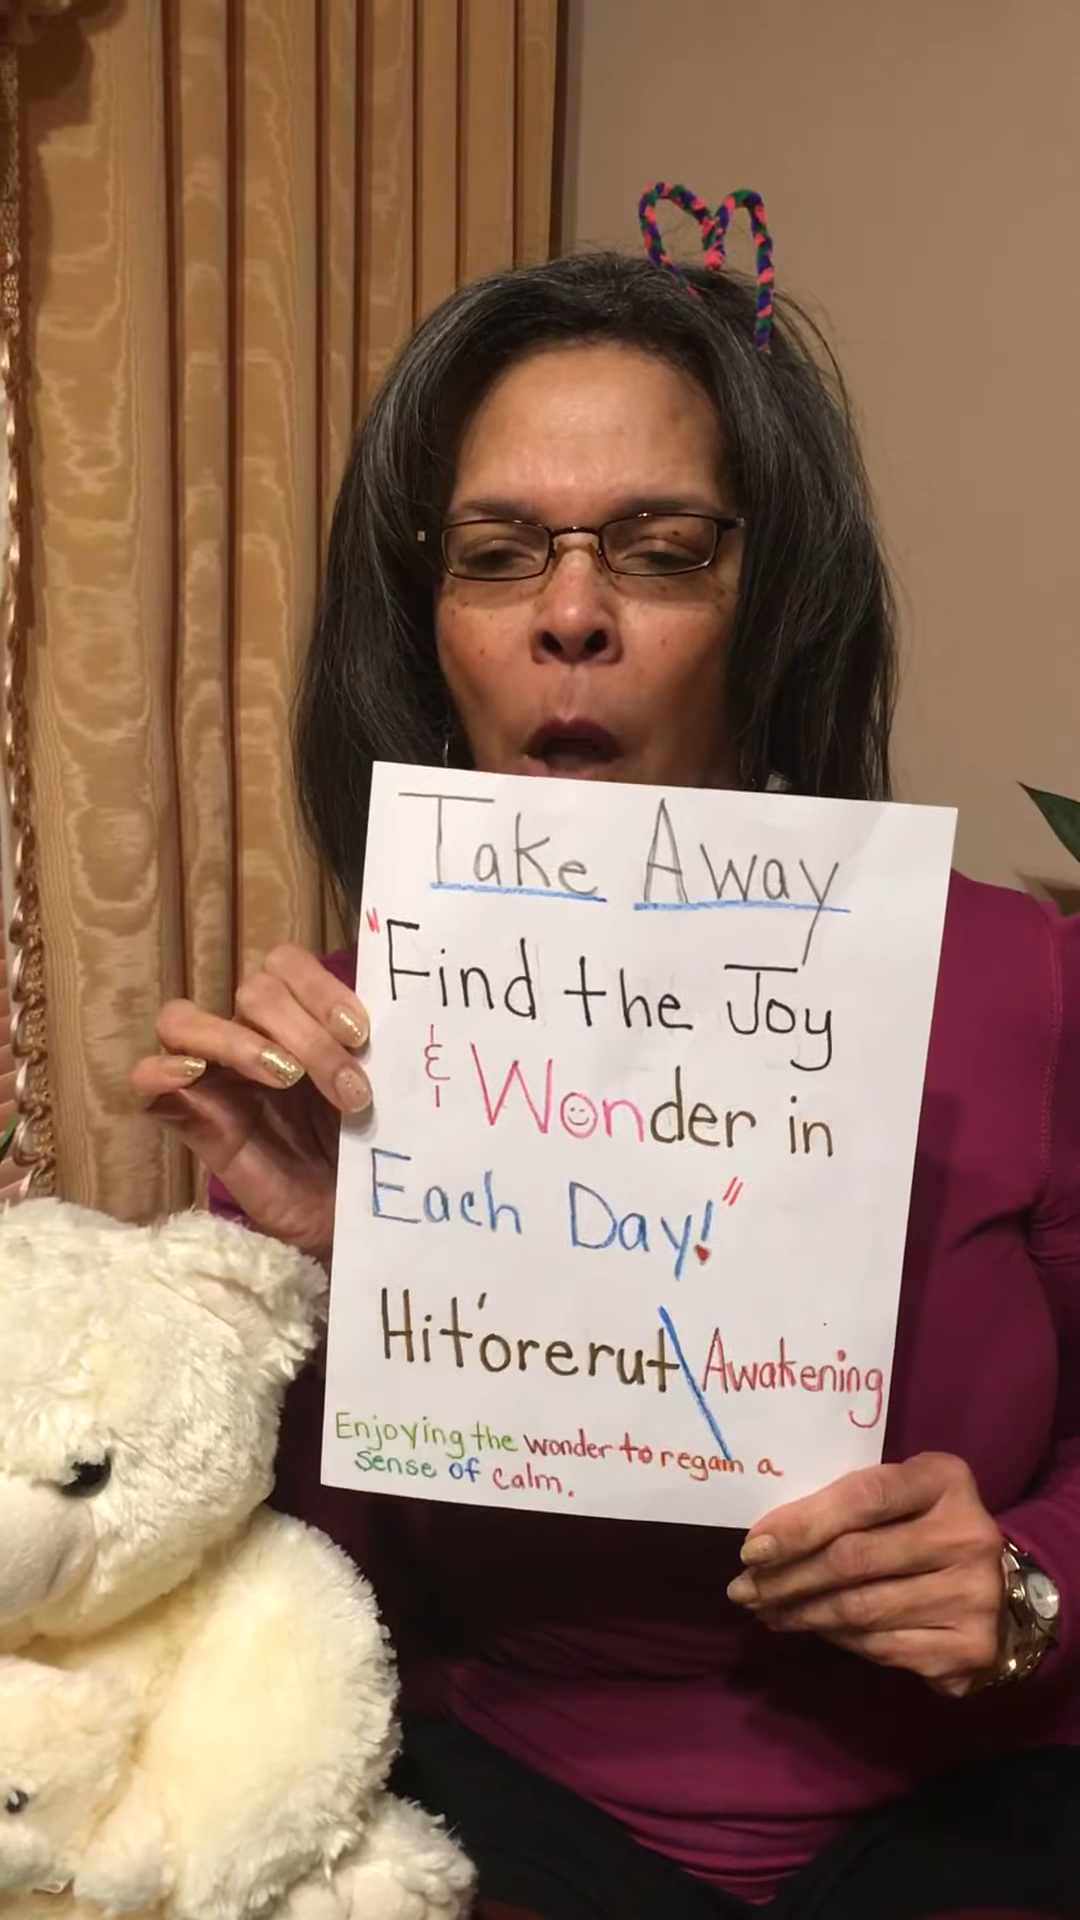 Take Away
"Find the Joy
& Wonder in
Each Day!"
Hit'orerut\Awakening
Enjoying the wonder to regain a
sense of calm.